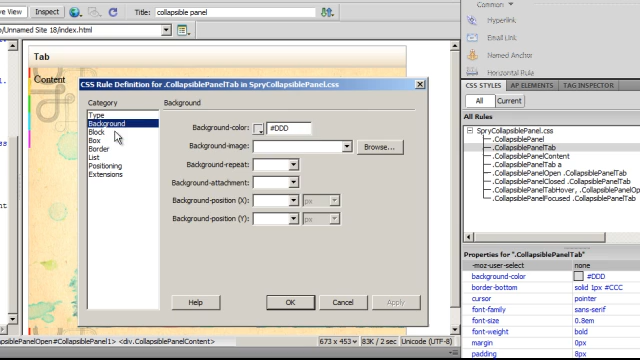 ve View
Inspect
Title: collapsible panel
/Unnamed Site 18/index.html
Tab
Content
CSS Rule Definition for .CollapsiblePanelTab in SpryCollapsiblePanel.css
Category
Type
Background
Block
Box
Border
List
Positioning
Extensions
Background
Background-color: #DDD
Background-image:
Browse...
Background-repeat:
Background-attachment:
Background-position (X): px
Background-position (Y): px
Help
OK
Cancel
Apply
apsiblePanelOpen#CollapsiblePanel1> <div.CollapsiblePanelContent>
673 x 453
83K / 2 sec
Unicode (UTF-8)
Common
Hyperlink
Email Link
Named Anchor
Horizontal Rule
CSS STYLES
AP ELEMENTS
TAG INSPECTOR
All
Current
All Rules
SpryCollapsiblePanel.css
.CollapsiblePanel
.CollapsiblePanelTab
.CollapsiblePanelContent
.CollapsiblePanelTab a
.CollapsiblePanelOpen .CollapsiblePanelTab
.CollapsiblePanelClosed .CollapsiblePanelTab
.CollapsiblePanelTabHover, .CollapsiblePanelOp
.CollapsiblePanelFocused .CollapsiblePanelTab
Properties for ".CollapsiblePanelTab"
-moz-user-select none
background-color #DDD
border-bottom solid 1px #CCC
cursor pointer
font-family sans-serif
font-size 0.8em
font-weight bold
margin 0px
padding 8px